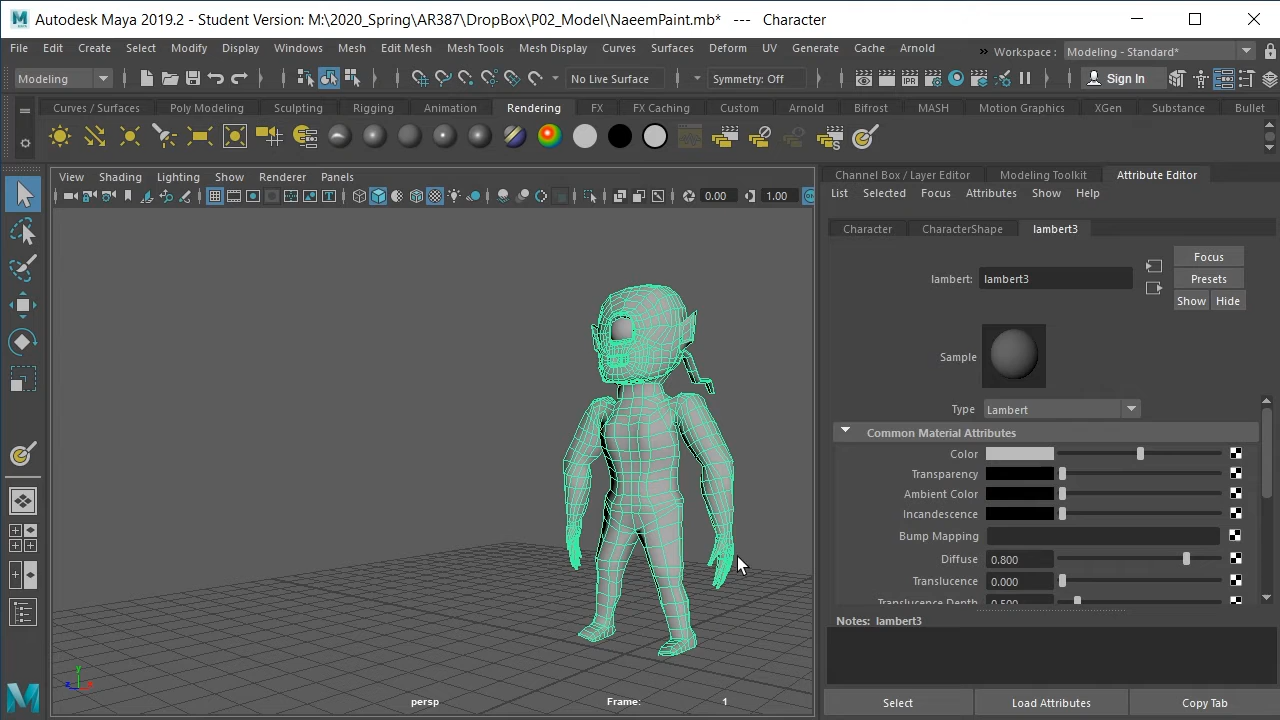 Autodesk Maya 2019.2 - Student Version: M:\2020_Spring\AR387\DropBox\P02_Model\NaeemPaint.mb* --- Character
File Edit Create Select Modify Display Windows Mesh Edit Mesh Mesh Tools Mesh Display Curves Surfaces Deform UV Generate Cache Arnold » Workspace : Modeling - Standard*
Modeling No Live Surface Symmetry: Off Sign In
Curves / Surfaces Poly Modeling Sculpting Rigging Animation Rendering FX FX Caching Custom Arnold Bifrost MASH Motion Graphics XGen Substance Bullet
View Shading Lighting Show Renderer Panels
0.00 1.00
persp Frame: 1
y
z x
Channel Box / Layer Editor Modeling Toolkit Attribute Editor
List Selected Focus Attributes Show Help
Character CharacterShape lambert3
Focus
lambert: lambert3 Presets
Show Hide
Sample
Type Lambert
Common Material Attributes
Color
Transparency
Ambient Color
Incandescence
Bump Mapping
Diffuse 0.800
Translucence 0.000
Translucence Depth 0.500
Notes: lambert3
Select Load Attributes Copy Tab